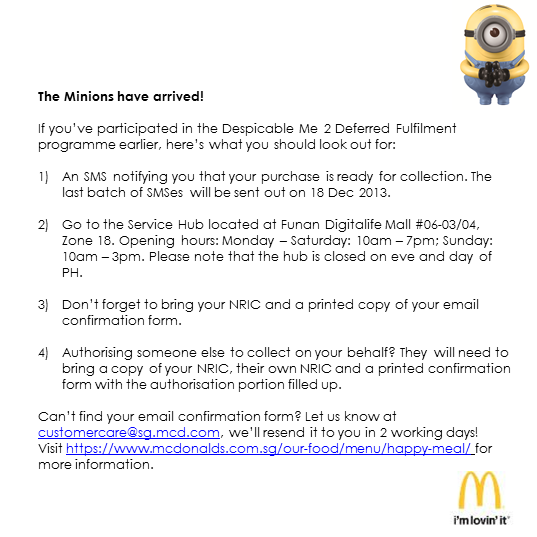 The Minions have arrived!
If you've participated in the Despicable Me 2 Deferred Fulfilment
programme earlier, here's what you should look out for:
1) An SMS notifying you that your purchase is ready for collection. The
last batch of SMSes will be sent out on 18 Dec 2013.
2) Go to the Service Hub located at Funan Digitalife Mall #06-03/04,
Zone 18. Opening hours: Monday – Saturday: 10am – 7pm; Sunday:
10am – 3pm. Please note that the hub is closed on eve and day of
PH.
3) Don't forget to bring your NRIC and a printed copy of your email
confirmation form.
4) Authorising someone else to collect on your behalf? They will need to
bring a copy of your NRIC, their own NRIC and a printed confirmation
form with the authorisation portion filled up.
Can't find your email confirmation form? Let us know at
customercare@sg.mcd.com, we'll resend it to you in 2 working days!
Visit https://www.mcdonalds.com.sg/our-food/menu/happy-meal/ for
more information.
i'm lovin' it